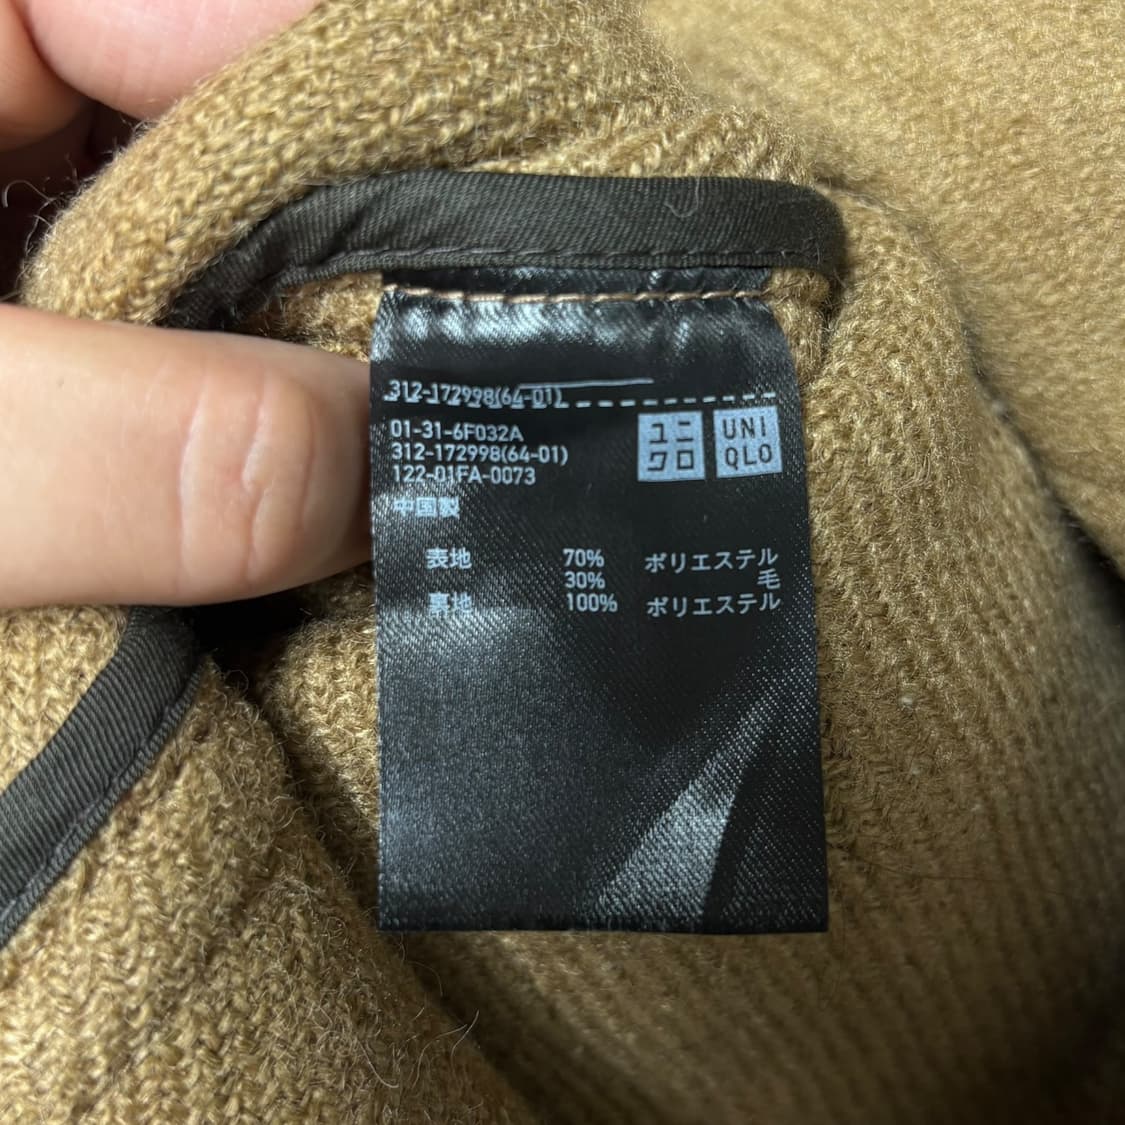 312-172998(64-01)
01-31-6F032A
312-172998(64-01)
122-01FA-0073
中国製
ユニ
クロ
UNI
QLO
表地 70% ポリエステル
30% 毛
裏地 100% ポリエステル